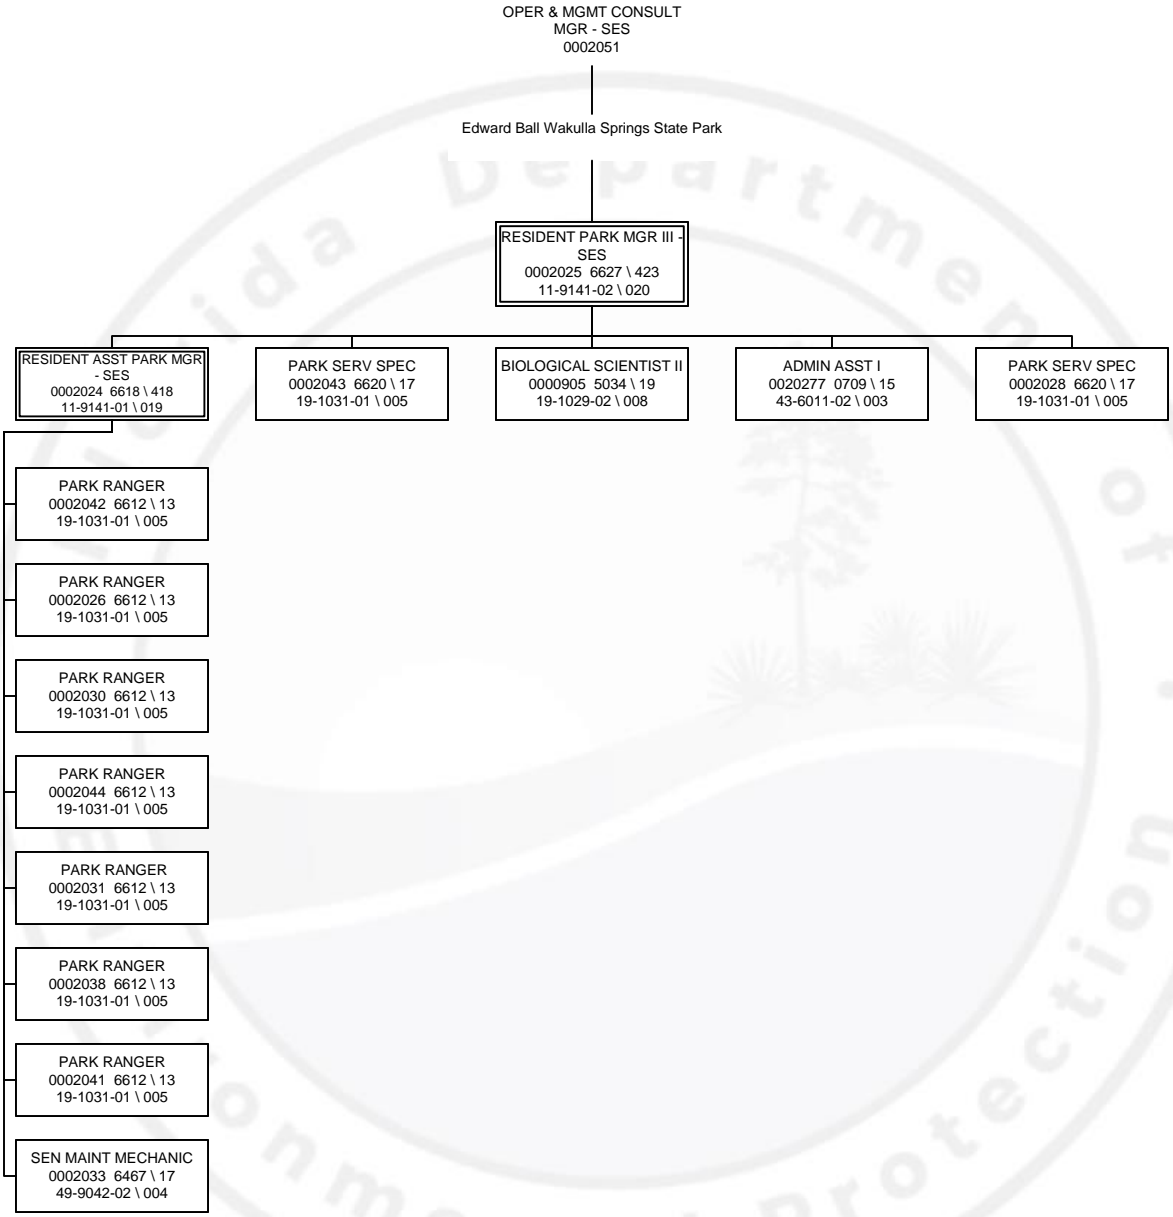 OPER & MGMT CONSULT
MGR - SES
0002051
Edward Ball Wakulla Springs State Park
RESIDENT PARK MGR III -
SES
0002025 6627 \ 423
11-9141-02 \ 020
RESIDENT ASST PARK MGR
- SES
0002024 6618 \ 418
11-9141-01 \ 019
PARK SERV SPEC
0002043 6620 \ 17
19-1031-01 \ 005
BIOLOGICAL SCIENTIST II
0000905 5034 \ 19
19-1029-02 \ 008
ADMIN ASST I
0020277 0709 \ 15
43-6011-02 \ 003
PARK SERV SPEC
0002028 6620 \ 17
19-1031-01 \ 005
PARK RANGER
0002042 6612 \ 13
19-1031-01 \ 005
PARK RANGER
0002026 6612 \ 13
19-1031-01 \ 005
PARK RANGER
0002030 6612 \ 13
19-1031-01 \ 005
PARK RANGER
0002044 6612 \ 13
19-1031-01 \ 005
PARK RANGER
0002031 6612 \ 13
19-1031-01 \ 005
PARK RANGER
0002038 6612 \ 13
19-1031-01 \ 005
PARK RANGER
0002041 6612 \ 13
19-1031-01 \ 005
SEN MAINT MECHANIC
0002033 6467 \ 17
49-9042-02 \ 004
Department of
Protection